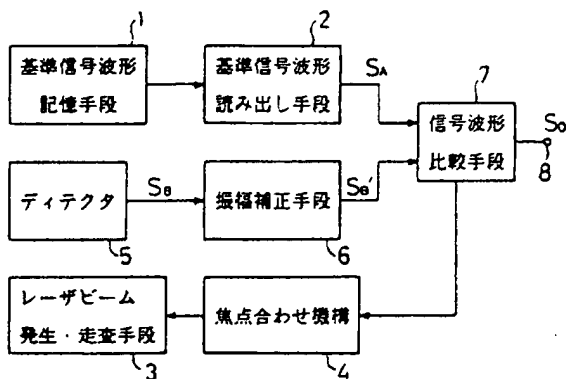 1
基準信号波形
記憶手段
2
基準信号波形
読み出し手段
SA
7
信号波形
比較手段
So
8
ディテクタ
5
SB
振幅補正手段
6
SB'
レーザビーム
発生・走査手段
3
焦点合わせ機構
4